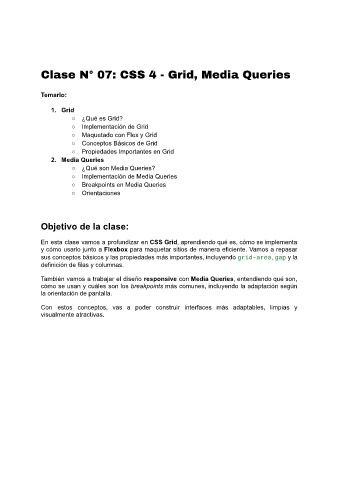 Clase N° 07: CSS 4 - Grid, Media Queries
Temario:
1. Grid
○ ¿Qué es Grid?
○ Implementación de Grid
○ Maquetado con Flex y Grid
○ Conceptos Básicos de Grid
○ Propiedades Importantes en Grid
2. Media Queries
○ ¿Qué son Media Queries?
○ Implementación de Media Queries
○ Breakpoints en Media Queries
○ Orientaciones
Objetivo de la clase:
En esta clase vamos a profundizar en CSS Grid, aprendiendo qué es, cómo se implementa
y cómo usarlo junto a Flexbox para maquetar sitios de manera eficiente. Vamos a repasar
sus conceptos básicos y las propiedades más importantes, incluyendo grid-area, gap y la
definición de filas y columnas.
También vamos a trabajar el diseño responsive con Media Queries, entendiendo qué son,
cómo se usan y cuáles son los breakpoints más comunes, incluyendo la adaptación según
la orientación de pantalla.
Con estos conceptos, vas a poder construir interfaces más adaptables, limpias y
visualmente atractivas.